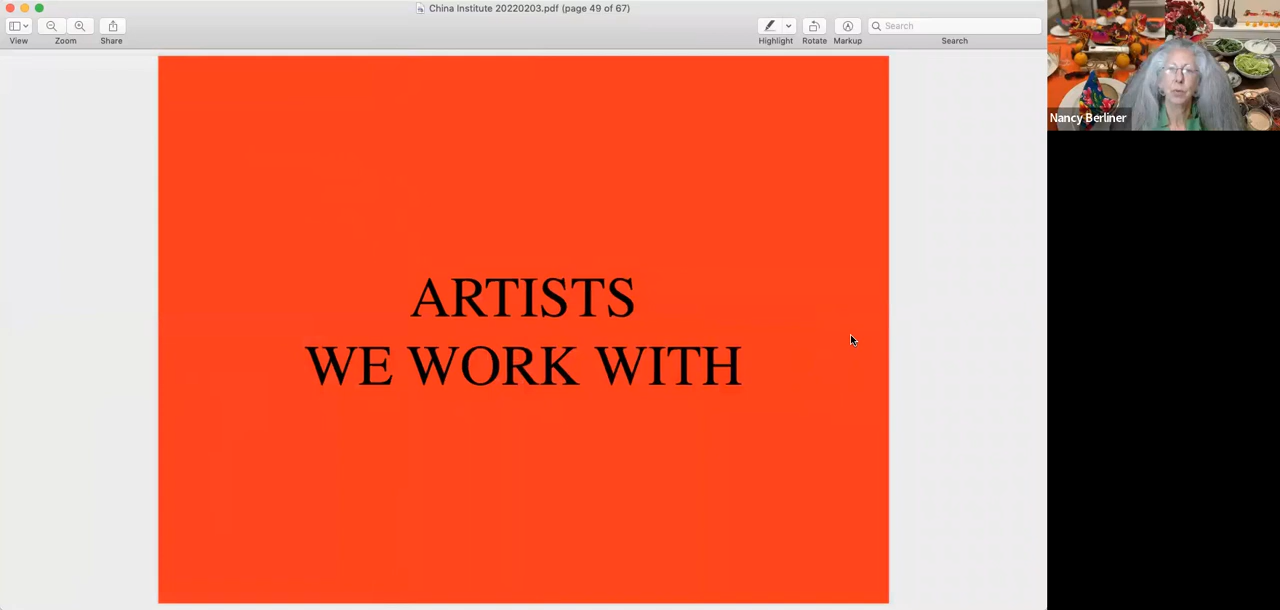 China Institute 20220203.pdf (page 49 of 67)
View
Zoom
Share
Highlight
Rotate
Markup
Search
Search
Nancy Berliner
ARTISTS
WE WORK WITH